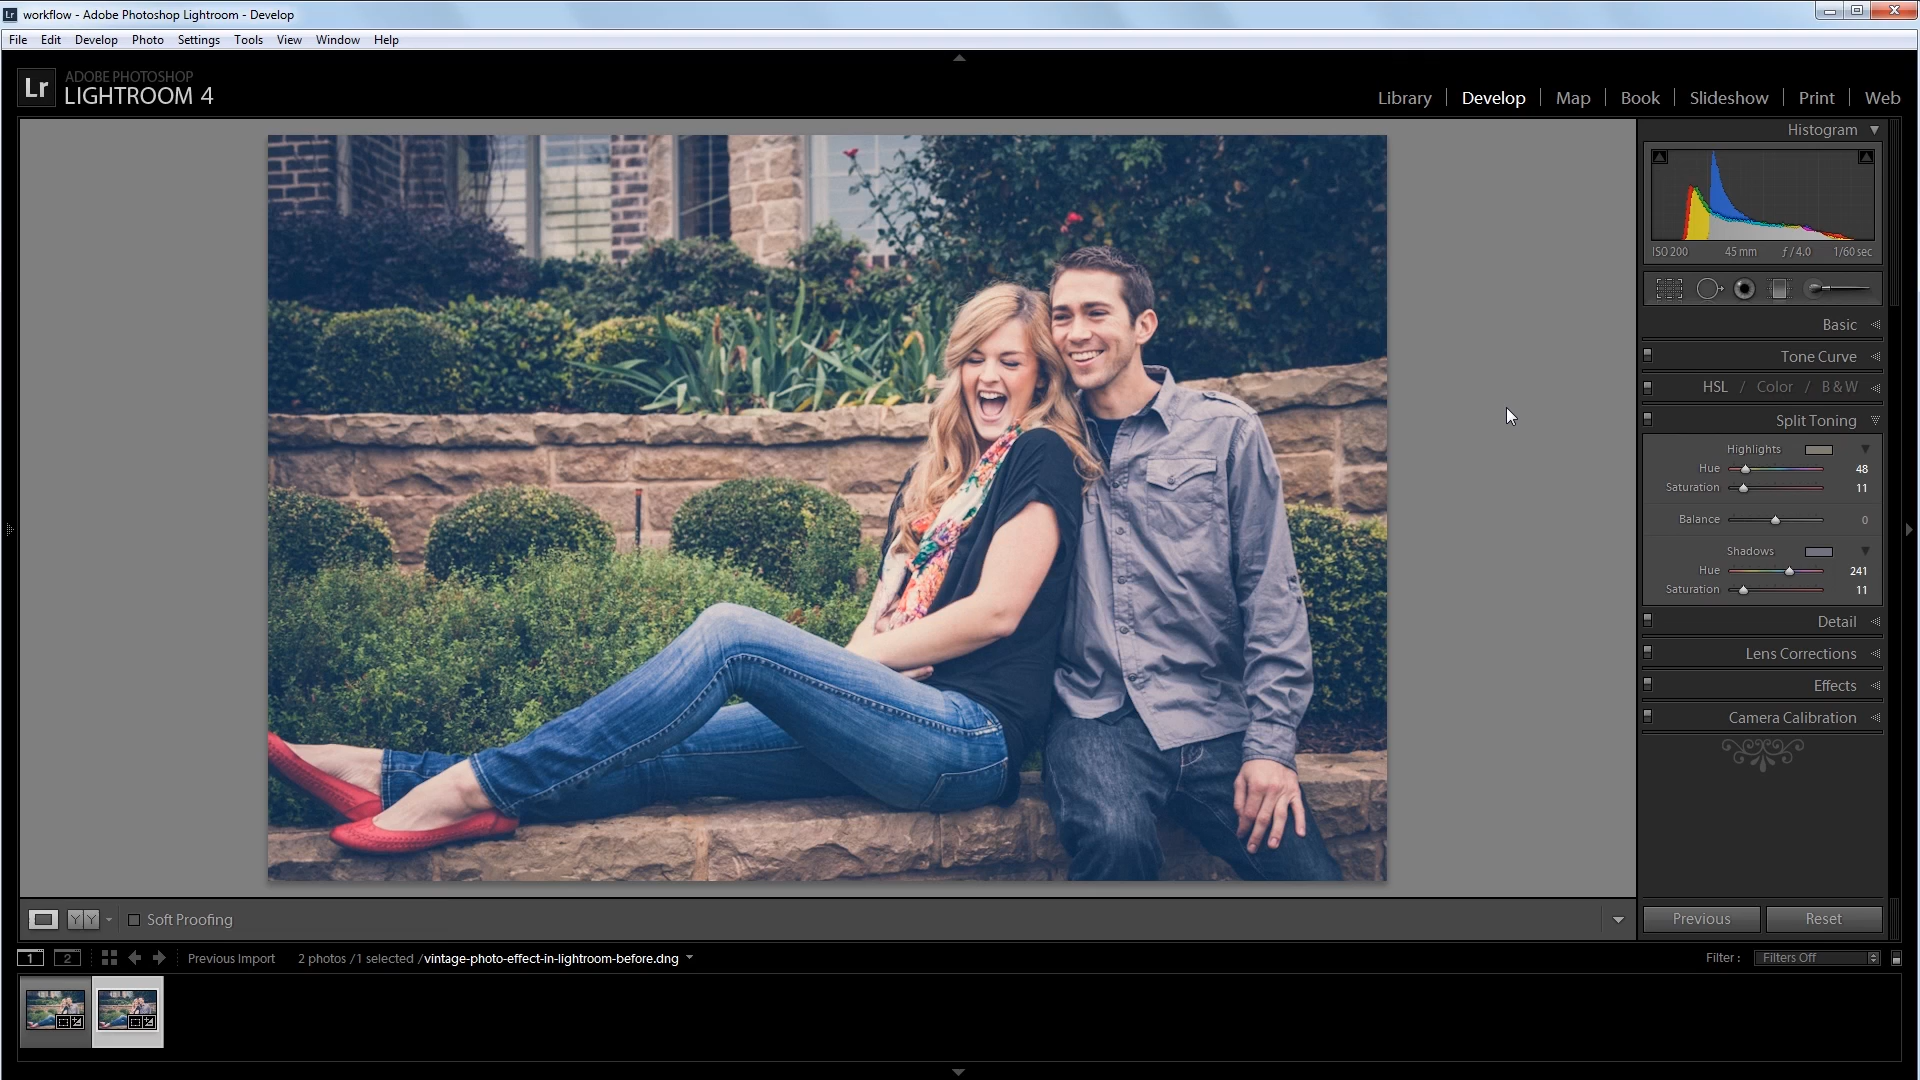 workflow - Adobe Photoshop Lightroom - Develop
File Edit Develop Photo Settings Tools View Window Help
Lr ADOBE PHOTOSHOP
LIGHTROOM 4
Library Develop Map Book Slideshow Print Web
Histogram
ISO 200 45 mm f / 4.0 1/60 sec
Basic
Tone Curve
HSL / Color / B & W
Split Toning
Highlights
Hue 48
Saturation 11
Balance 0
Shadows
Hue 241
Saturation 11
Detail
Lens Corrections
Effects
Camera Calibration
Previous Reset
YY Soft Proofing
1 2 Previous Import 2 photos /1 selected /vintage-photo-effect-in-lightroom-before.dng Filter : Filters Off